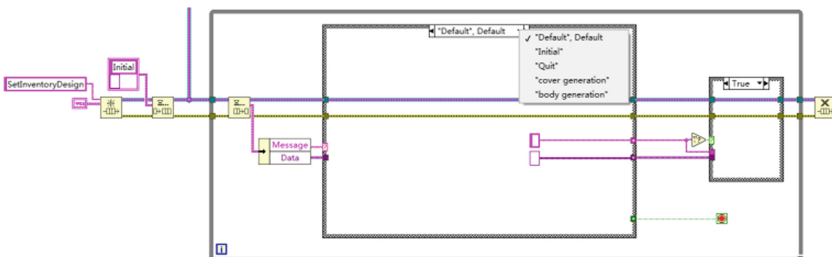 "Default", Default
✓ "Default", Default
"Initial"
"Quit"
"cover generation"
"body generation"
Initial
SetInventoryDesign
True
Message
Data
i